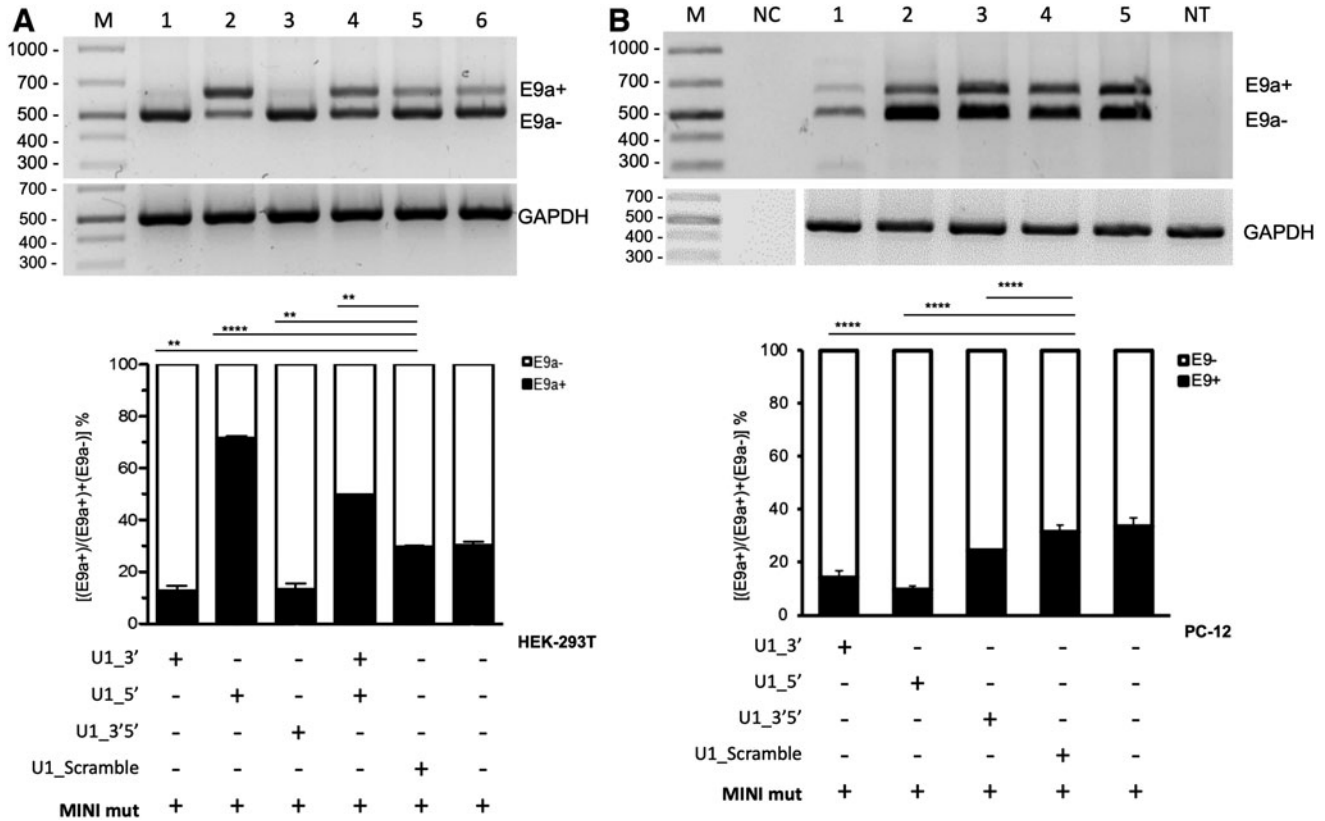 A
M 1 2 3 4 5 6
1000 -
700 -
500 -
400 -
300 -
E9a+
E9a-
700 -
500 -
400 -
300 -
GAPDH
**
**
****
**
E9a-
E9a+
[(E9a+)/(E9a+)+(E9a-)] %
100
80
60
40
20
0
HEK-293T
U1_3' + - - + - -
U1_5' - + - + - -
U1_3'5' - - + - - -
U1_Scramble - - - - + -
MINI mut + + + + + +
B
M NC 1 2 3 4 5 NT
1000 -
700 -
500 -
400 -
300 -
E9a+
E9a-
700 -
500 -
400 -
300 -
GAPDH
****
****
****
E9-
E9+
[(E9a+)/(E9a+)+(E9a-)] %
100
80
60
40
20
0
PC-12
U1_3' + - - - -
U1_5' - + - - -
U1_3'5' - - + - -
U1_Scramble - - - + -
MINI mut + + + + +